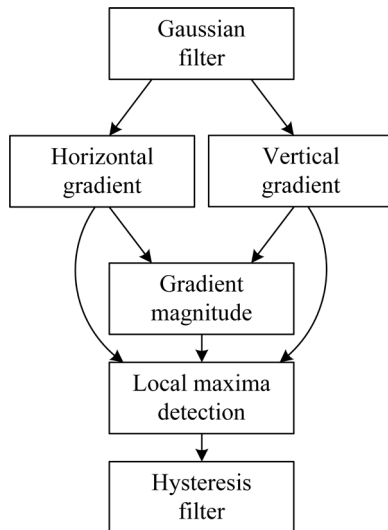 Gaussian
filter
Horizontal
gradient
Vertical
gradient
Gradient
magnitude
Local maxima
detection
Hysteresis
filter